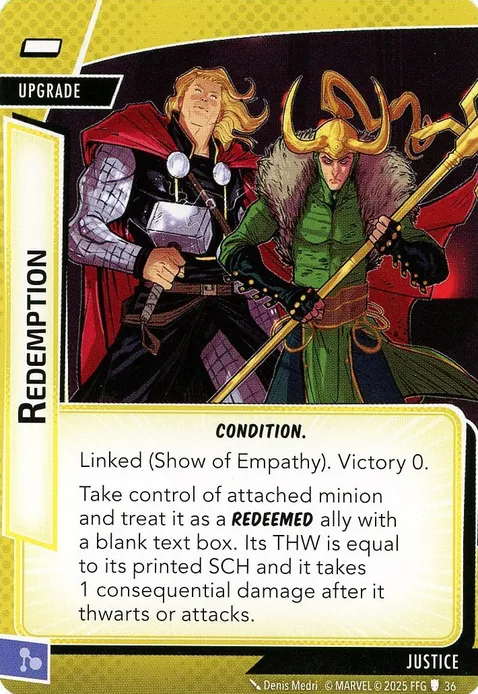 UPGRADE
REDEMPTION
CONDITION.
Linked (Show of Empathy). Victory 0.
Take control of attached minion
and treat it as a REDEEMED ally with
a blank text box. Its THW is equal
to its printed SCH and it takes
1 consequential damage after it
thwarts or attacks.
JUSTICE
Denis Medri © MARVEL © 2025 FFG 36